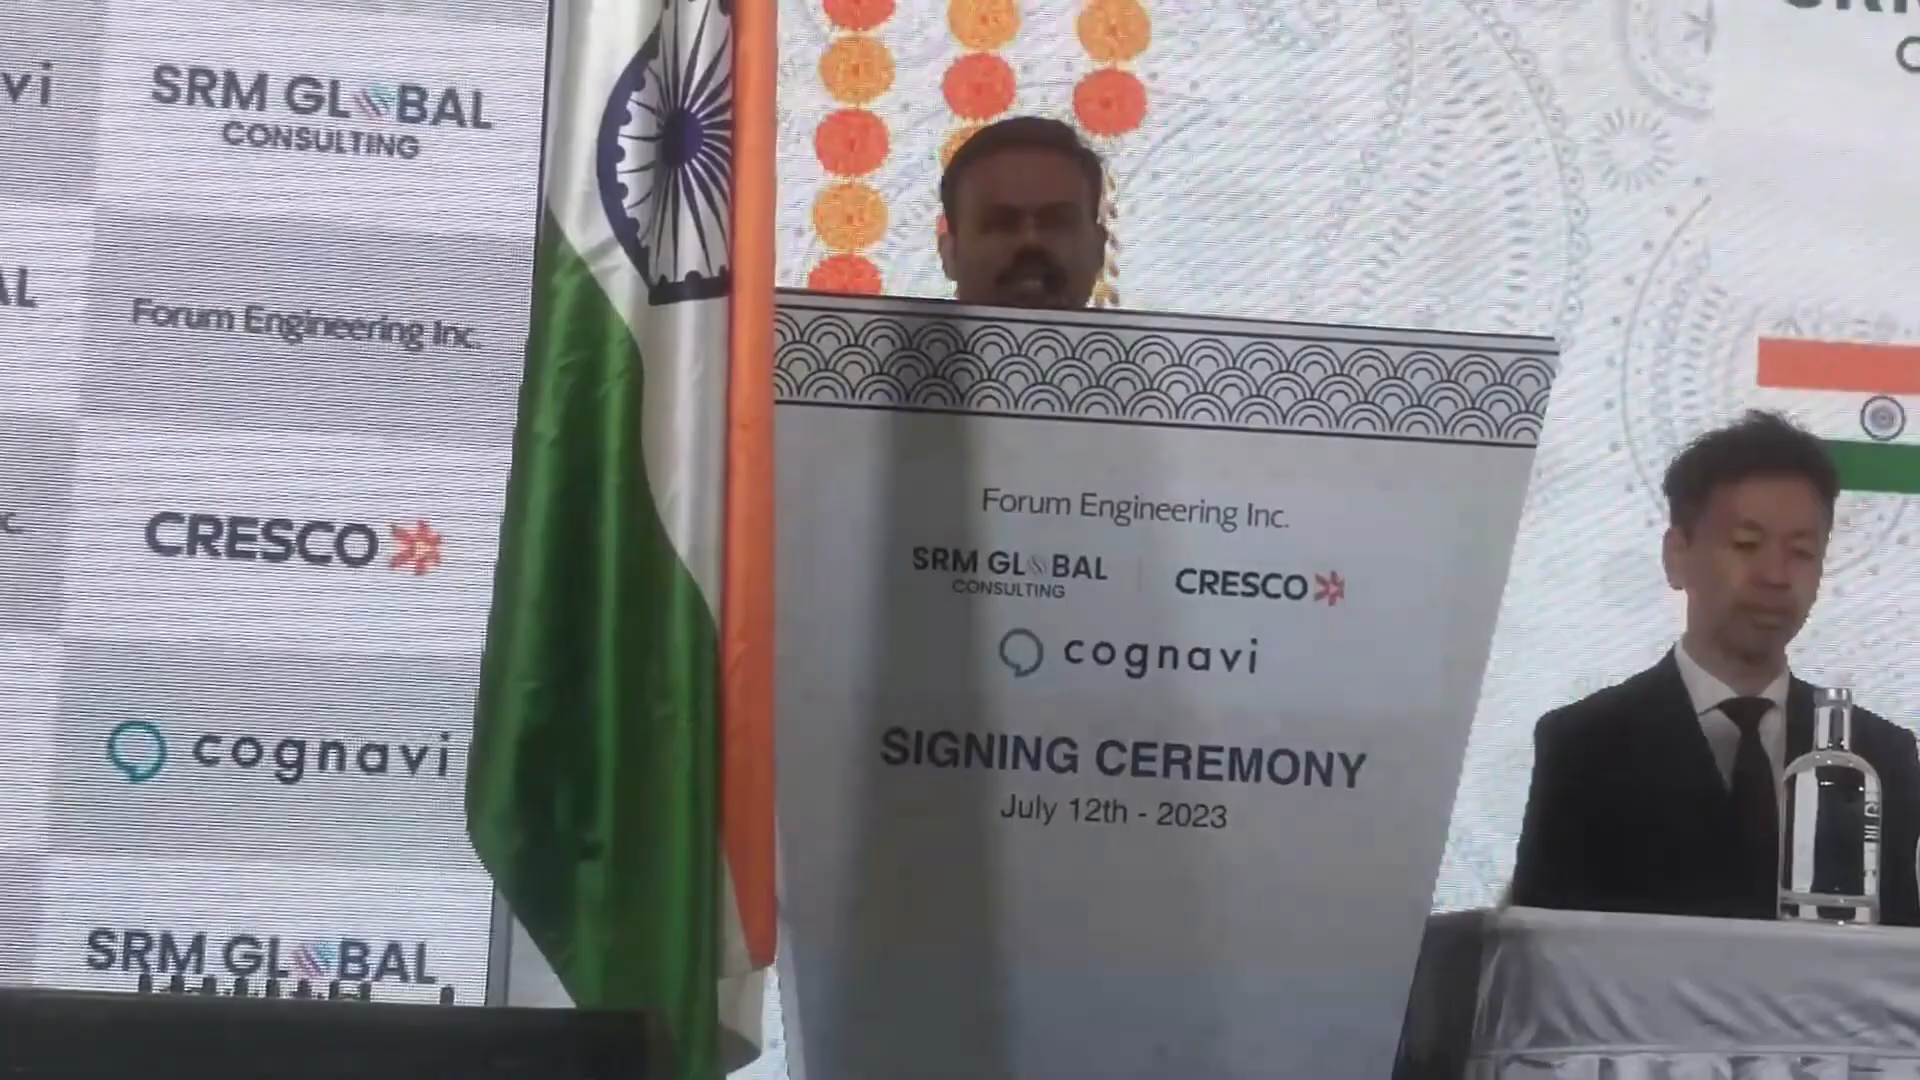 vi
SRM GLOBAL
CONSULTING
AL
Forum Engineering Inc.
c.
CRESCO
cognavi
SRM GLOBAL
Forum Engineering Inc.
SRM GLOBAL
CONSULTING
CRESCO
cognavi
SIGNING CEREMONY
July 12th - 2023